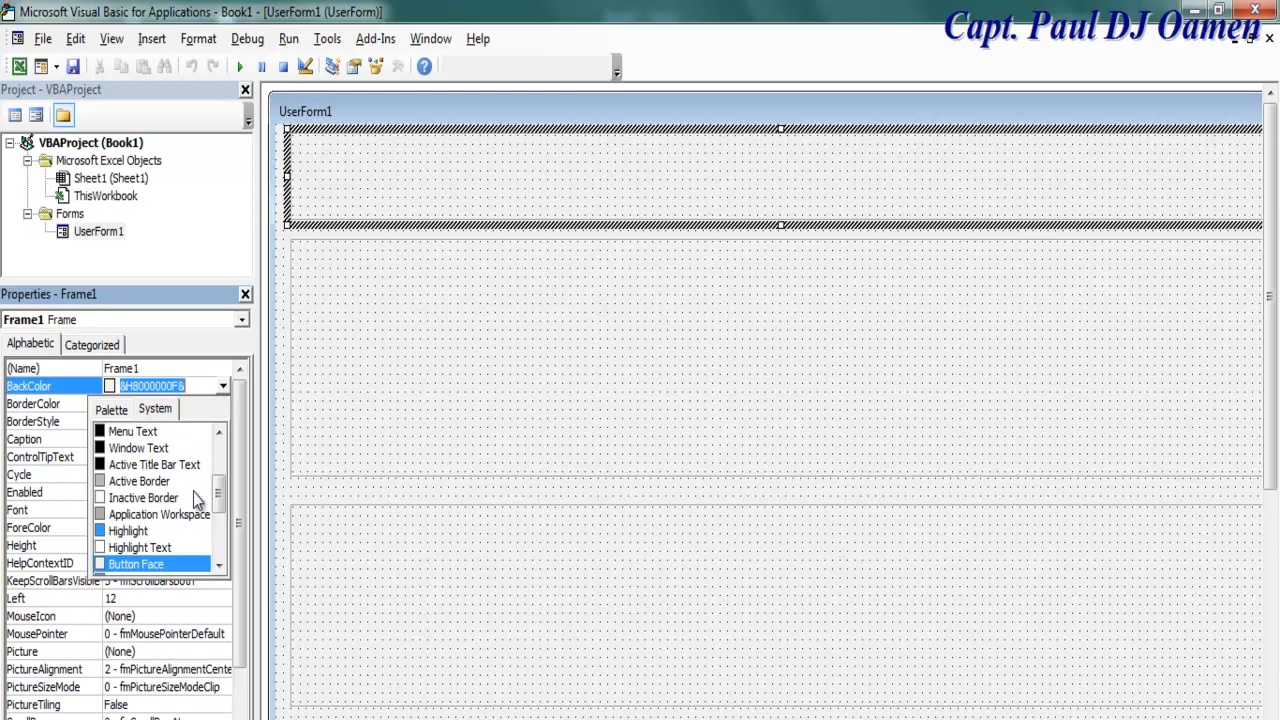 Microsoft Visual Basic for Applications - Book1 - [UserForm1 (UserForm)]
Capt. Paul DJ Oamen
File Edit View Insert Format Debug Run Tools Add-Ins Window Help
Project - VBAProject
VBAProject (Book1)
Microsoft Excel Objects
Sheet1 (Sheet1)
ThisWorkbook
Forms
UserForm1
UserForm1
Properties - Frame1
Frame1 Frame
Alphabetic Categorized
(Name) Frame1
BackColor &H8000000F&
BorderColor
BorderStyle
Caption
ControlTipText
Cycle
Enabled
Font
ForeColor
Height
HelpContextID
Palette System
Menu Text
Window Text
Active Title Bar Text
Active Border
Inactive Border
Application Workspace
Highlight
Highlight Text
Button Face
KeepScrollBarsVisible 3 - fmScrollBarsBoth
Left 12
MouseIcon (None)
MousePointer 0 - fmMousePointerDefault
Picture (None)
PictureAlignment 2 - fmPictureAlignmentCente
PictureSizeMode 0 - fmPictureSizeModeClip
PictureTiling False